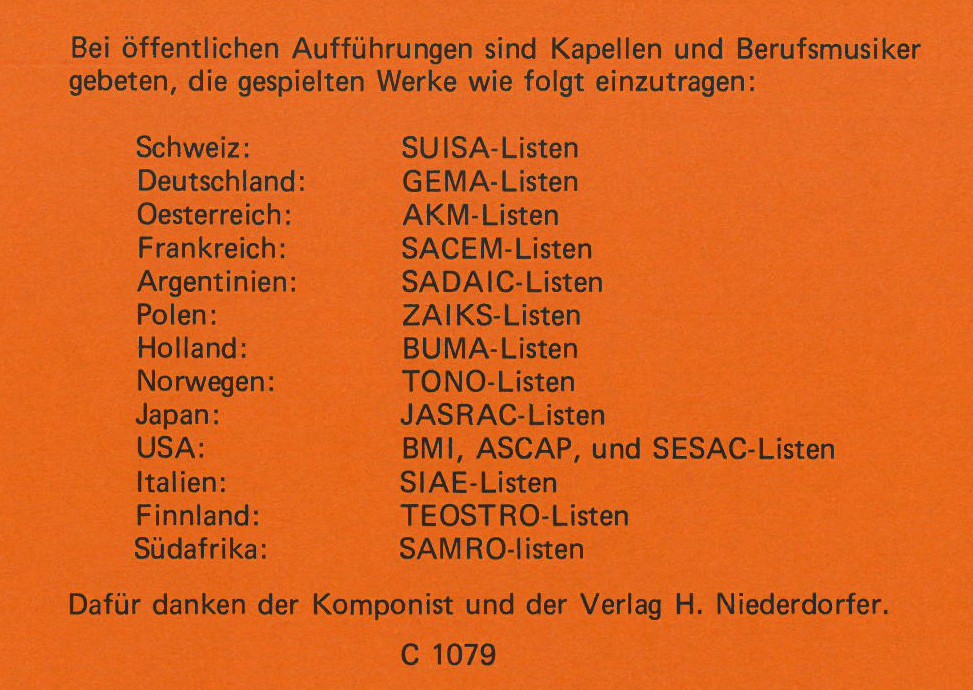 Bei öffentlichen Aufführungen sind Kapellen und Berufsmusiker
gebeten, die gespielten Werke wie folgt einzutragen:
Schweiz: SUISA-Listen
Deutschland: GEMA-Listen
Oesterreich: AKM-Listen
Frankreich: SACEM-Listen
Argentinien: SADAIC-Listen
Polen: ZAIKS-Listen
Holland: BUMA-Listen
Norwegen: TONO-Listen
Japan: JASRAC-Listen
USA: BMI, ASCAP, und SESAC-Listen
Italien: SIAE-Listen
Finnland: TEOSTRO-Listen
Südafrika: SAMRO-listen
Dafür danken der Komponist und der Verlag H. Niederdorfer.
C 1079